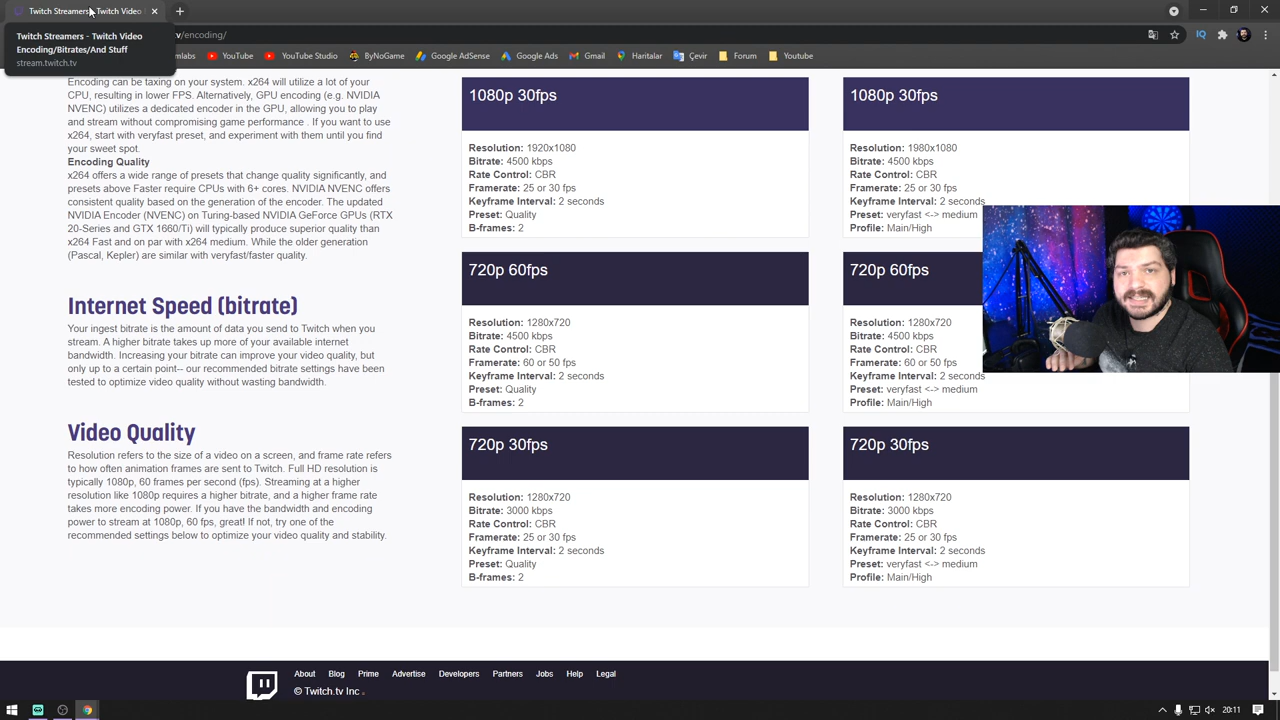 Twitch Streamers - Twitch Video
Twitch Streamers - Twitch Video
Encoding/Bitrates/And Stuff
stream.twitch.tv
/encoding/
YouTube
Youtube Studio
ByNoGame
Google AdSense
Google Ads
Gmail
Haritalar
Çevir
Forum
Youtube
Encoding can be taxing on your system. x264 will utilize a lot of your
CPU, resulting in lower FPS. Alternatively, GPU encoding (e.g. NVIDIA
NVENC) utilizes a dedicated encoder in the GPU, allowing you to play
and stream without compromising game performance . If you want to use
x264, start with veryfast preset, and experiment with them until you find
your sweet spot.
Encoding Quality
x264 offers a wide range of presets that change quality significantly, and
presets above Faster require CPUs with 6+ cores. NVIDIA NVENC offers
consistent quality based on the generation of the encoder. The updated
NVIDIA Encoder (NVENC) on Turing-based NVIDIA GeForce GPUs (RTX
20-Series and GTX 1660/Ti) will typically produce superior quality than
x264 Fast and on par with x264 medium. While the older generation
(Pascal, Kepler) are similar with veryfast/faster quality.
Internet Speed (bitrate)
Your ingest bitrate is the amount of data you send to Twitch when you
stream. A higher bitrate takes up more of your available internet
bandwidth. Increasing your bitrate can improve your video quality, but
only up to a certain point-- our recommended bitrate settings have been
tested to optimize video quality without wasting bandwidth.
Video Quality
Resolution refers to the size of a video on a screen, and frame rate refers
to how often animation frames are sent to Twitch. Full HD resolution is
typically 1080p, 60 frames per second (fps). Streaming at a higher
resolution like 1080p requires a higher bitrate, and a higher frame rate
takes more encoding power. If you have the bandwidth and encoding
power to stream at 1080p, 60 fps, great! If not, try one of the
recommended settings below to optimize your video quality and stability.
1080p 30fps
Resolution: 1920x1080
Bitrate: 4500 kbps
Rate Control: CBR
Framerate: 25 or 30 fps
Keyframe Interval: 2 seconds
Preset: Quality
B-frames: 2
720p 60fps
Resolution: 1280x720
Bitrate: 4500 kbps
Rate Control: CBR
Framerate: 60 or 50 fps
Keyframe Interval: 2 seconds
Preset: Quality
B-frames: 2
720p 30fps
Resolution: 1280x720
Bitrate: 3000 kbps
Rate Control: CBR
Framerate: 25 or 30 fps
Keyframe Interval: 2 seconds
Preset: Quality
B-frames: 2
1080p 30fps
Resolution: 1980x1080
Bitrate: 4500 kbps
Rate Control: CBR
Framerate: 25 or 30 fps
Keyframe Interval: 2 seconds
Preset: veryfast <-> medium
Profile: Main/High
720p 60fps
Resolution: 1280x720
Bitrate: 4500 kbps
Rate Control: CBR
Framerate: 60 or 50 fps
Keyframe Interval: 2 seconds
Preset: veryfast <-> medium
Profile: Main/High
720p 30fps
Resolution: 1280x720
Bitrate: 3000 kbps
Rate Control: CBR
Framerate: 25 or 30 fps
Keyframe Interval: 2 seconds
Preset: veryfast <-> medium
Profile: Main/High
About Blog Prime Advertise Developers Partners Jobs Help Legal
© Twitch.tv Inc .
20:11